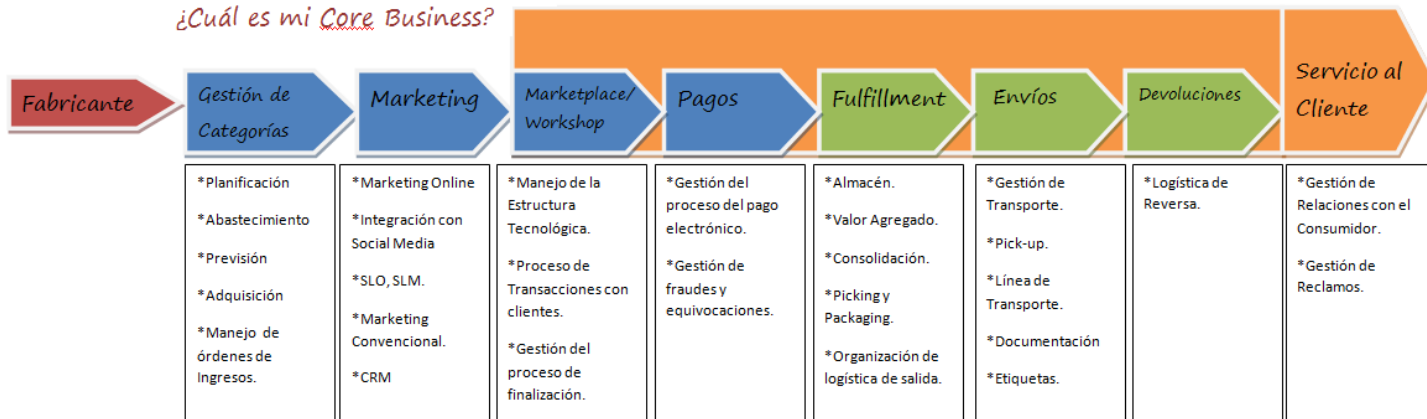 ¿Cuál es mi Core Business?
Fabricante
Gestión de
Categorías
Marketing
Marketplace/
Workshop
Pagos
Fulfillment
Envíos
Devoluciones
Servicio al
Cliente
*Planificación
*Abastecimiento
*Previsión
*Adquisición
*Manejo de
órdenes de
Ingresos.
*Marketing Online
*Integración con
Social Media
*SLO, SLM.
*Marketing
Convencional.
*CRM
*Manejo de la
Estructura
Tecnológica.
*Proceso de
Transacciones con
clientes.
*Gestión del
proceso de
finalización.
*Gestión del
proceso del pago
electrónico.
*Gestión de
fraudes y
equivocaciones.
*Almacén.
*Valor Agregado.
*Consolidación.
*Picking y
Packaging.
*Organización de
logística de salida.
*Gestión de
Transporte.
*Pick-up.
*Línea de
Transporte.
*Documentación
*Etiquetas.
*Logística de
Reversa.
*Gestión de
Relaciones con el
Consumidor.
*Gestión de
Reclamos.